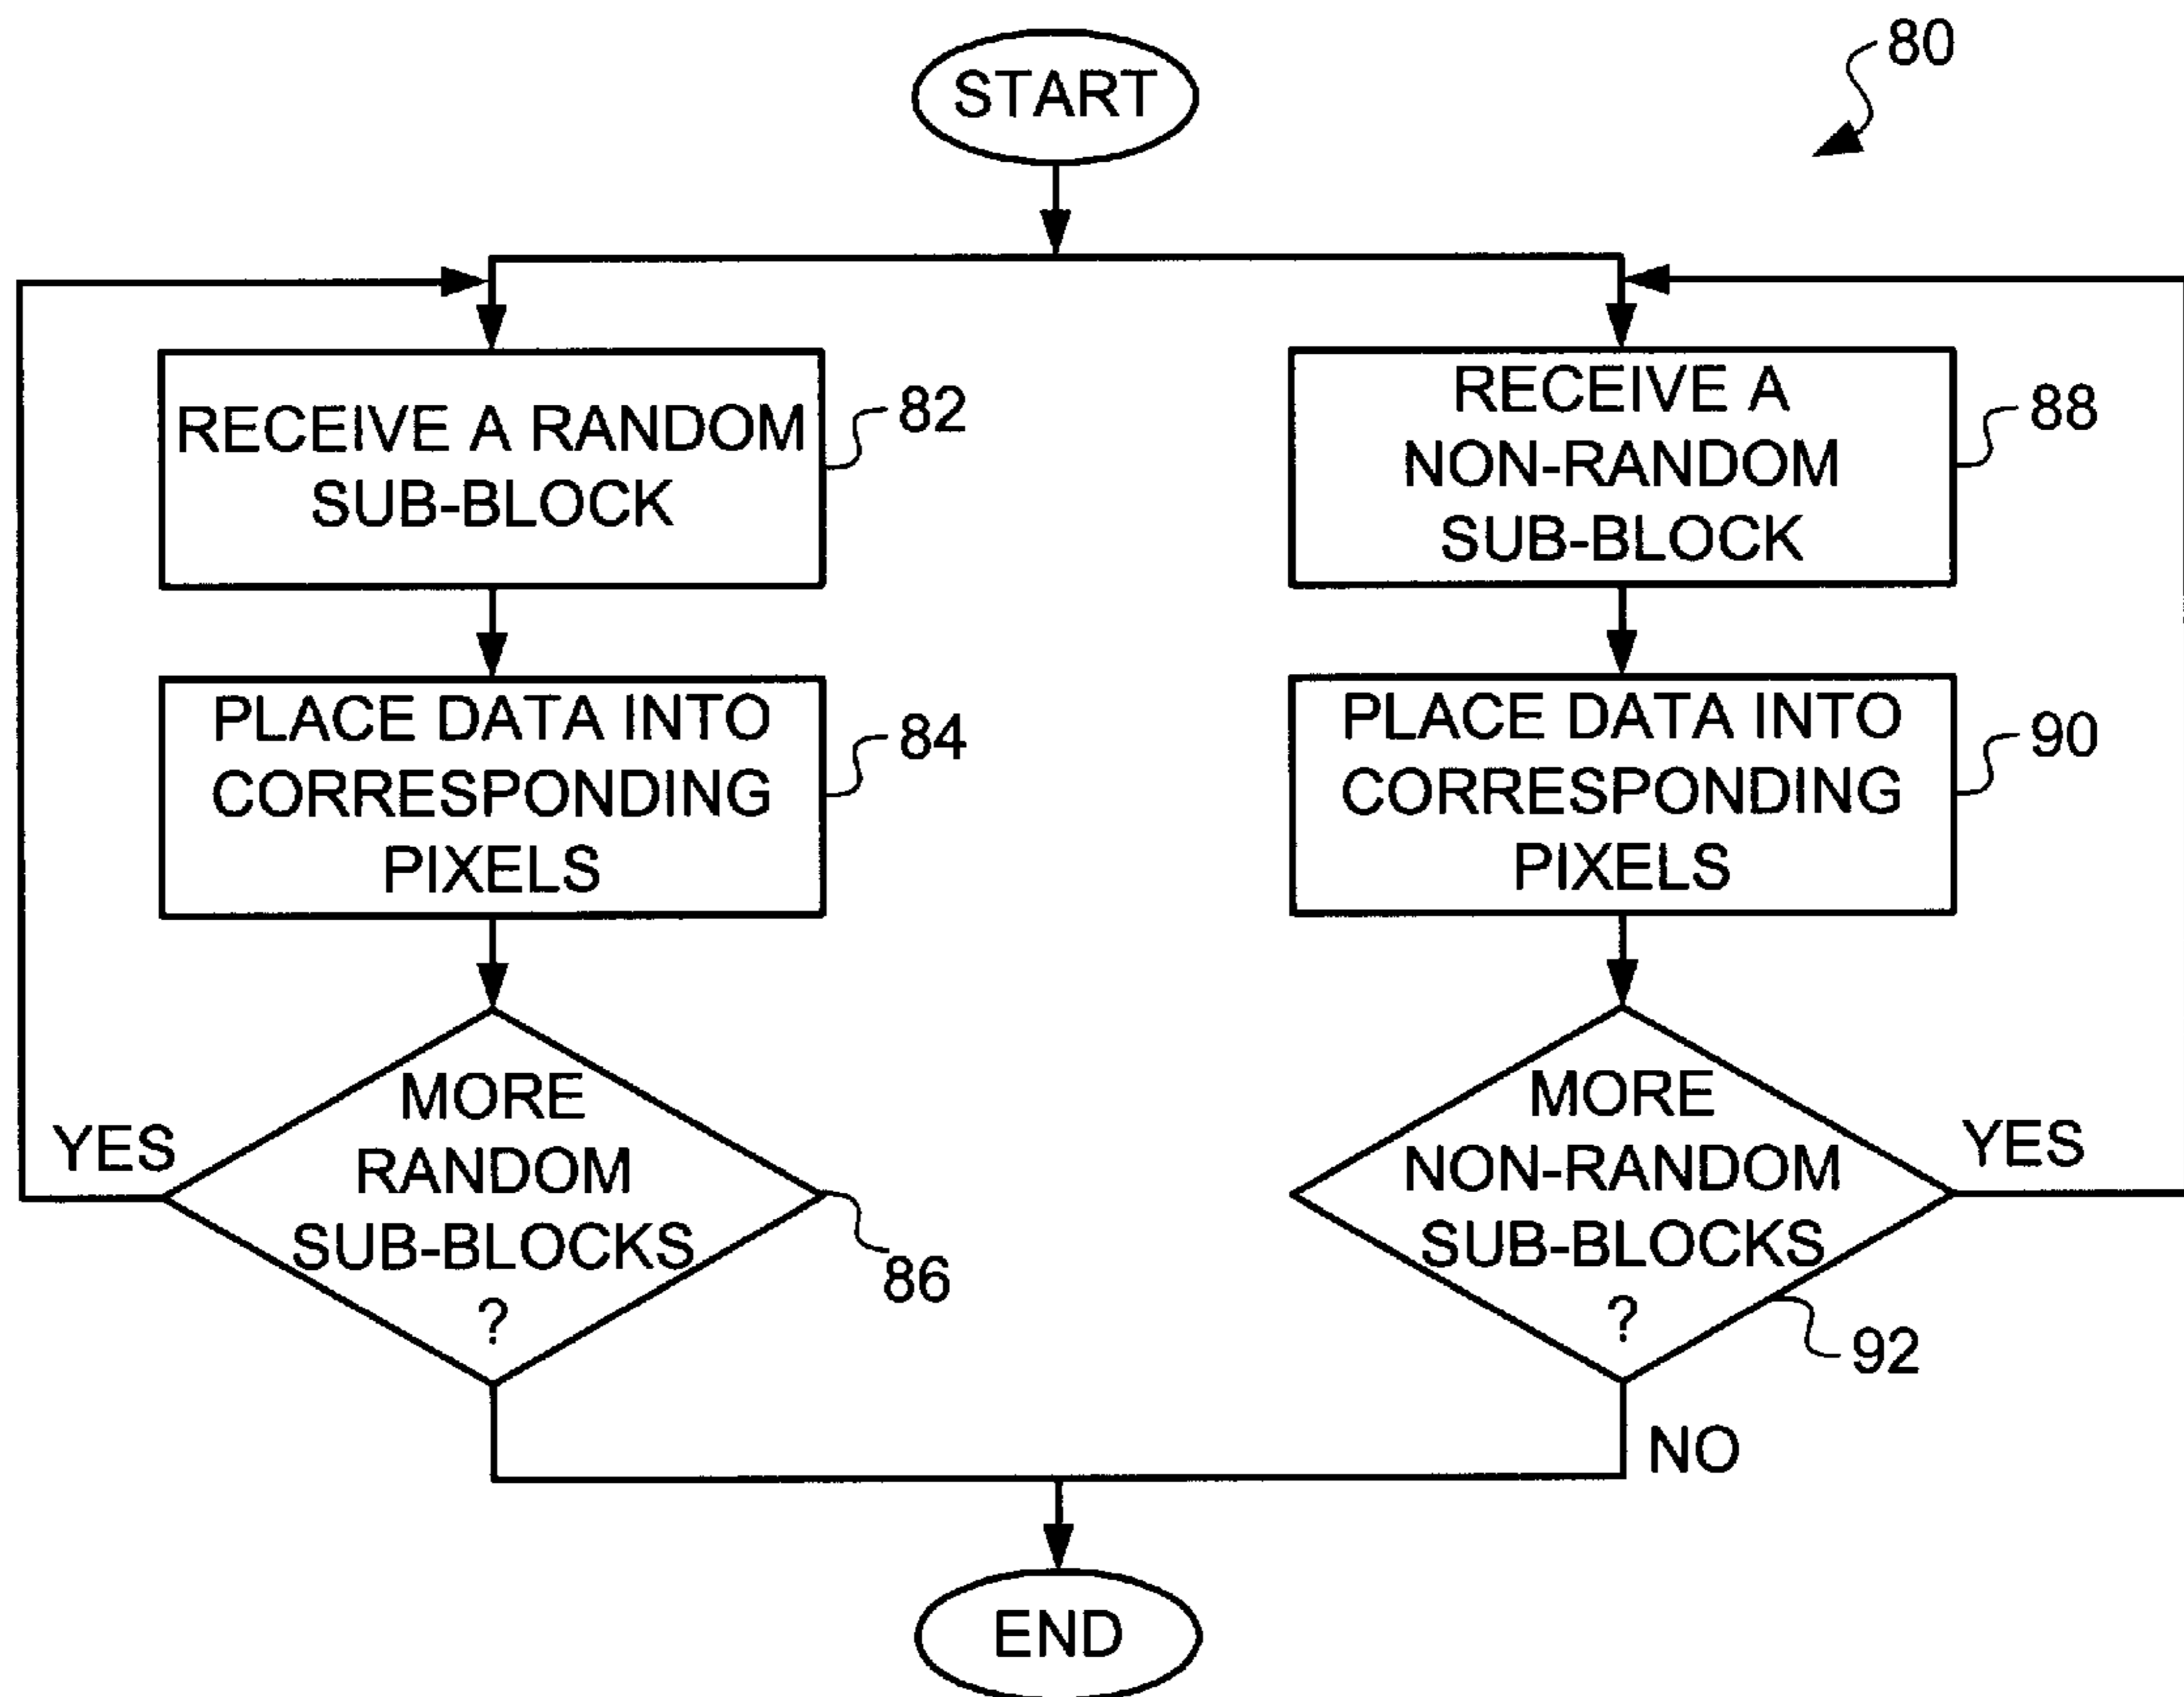 START
80
RECEIVE A RANDOM
SUB-BLOCK
82
PLACE DATA INTO
CORRESPONDING
PIXELS
84
MORE
RANDOM
SUB-BLOCKS
?
86
YES
RECEIVE A
NON-RANDOM
SUB-BLOCK
88
PLACE DATA INTO
CORRESPONDING
PIXELS
90
MORE
NON-RANDOM
SUB-BLOCKS
?
92
YES
NO
END